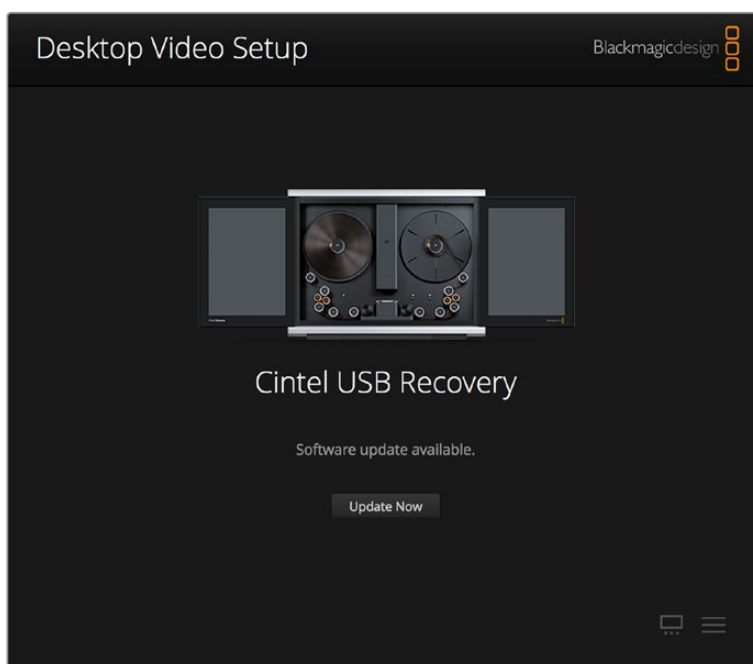 Desktop Video Setup
Blackmagicdesign
Cintel USB Recovery
Software update available.
Update Now